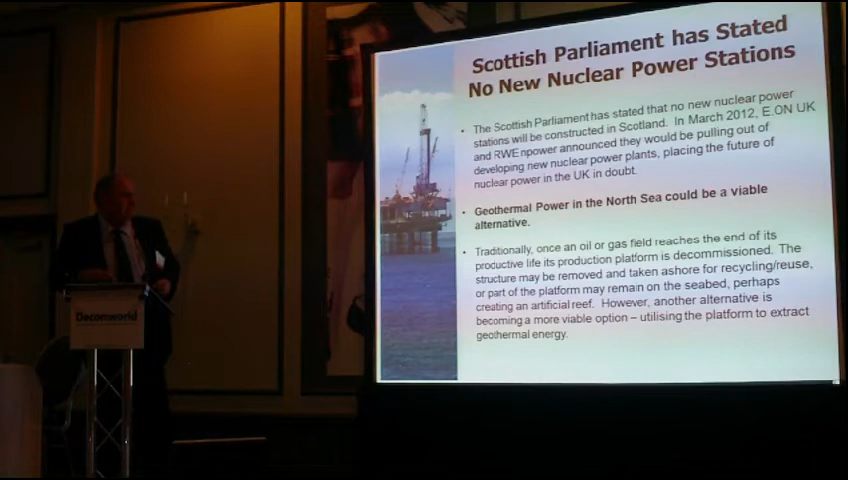 Scottish Parliament has Stated
No New Nuclear Power Stations
• The Scottish Parliament has stated that no new nuclear power
stations will be constructed in Scotland. In March 2012, E.ON UK
and RWE npower announced they would be pulling out of
developing new nuclear power plants, placing the future of
nuclear power in the UK in doubt.
• Geothermal Power in the North Sea could be a viable
alternative.
• Traditionally, once an oil or gas field reaches the end of its
productive life its production platform is decommissioned. The
structure may be removed and taken ashore for recycling/reuse,
or part of the platform may remain on the seabed, perhaps
creating an artificial reef. However, another alternative is
becoming a more viable option – utilising the platform to extract
geothermal energy.
Decomworld